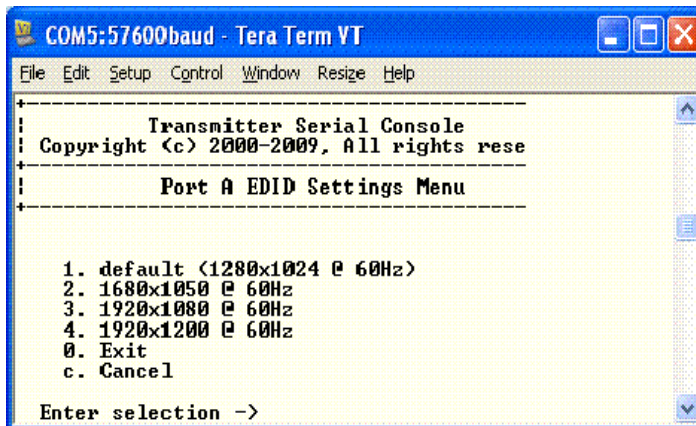 COM5:57600baud - Tera Term VT
File Edit Setup Control Window Resize Help
Transmitter Serial Console
Copyright (c) 2000-2009, All rights rese
Port A EDID Settings Menu
1. default (1280x1024 @ 60Hz)
2. 1680x1050 @ 60Hz
3. 1920x1080 @ 60Hz
4. 1920x1200 @ 60Hz
0. Exit
c. Cancel
Enter selection ->